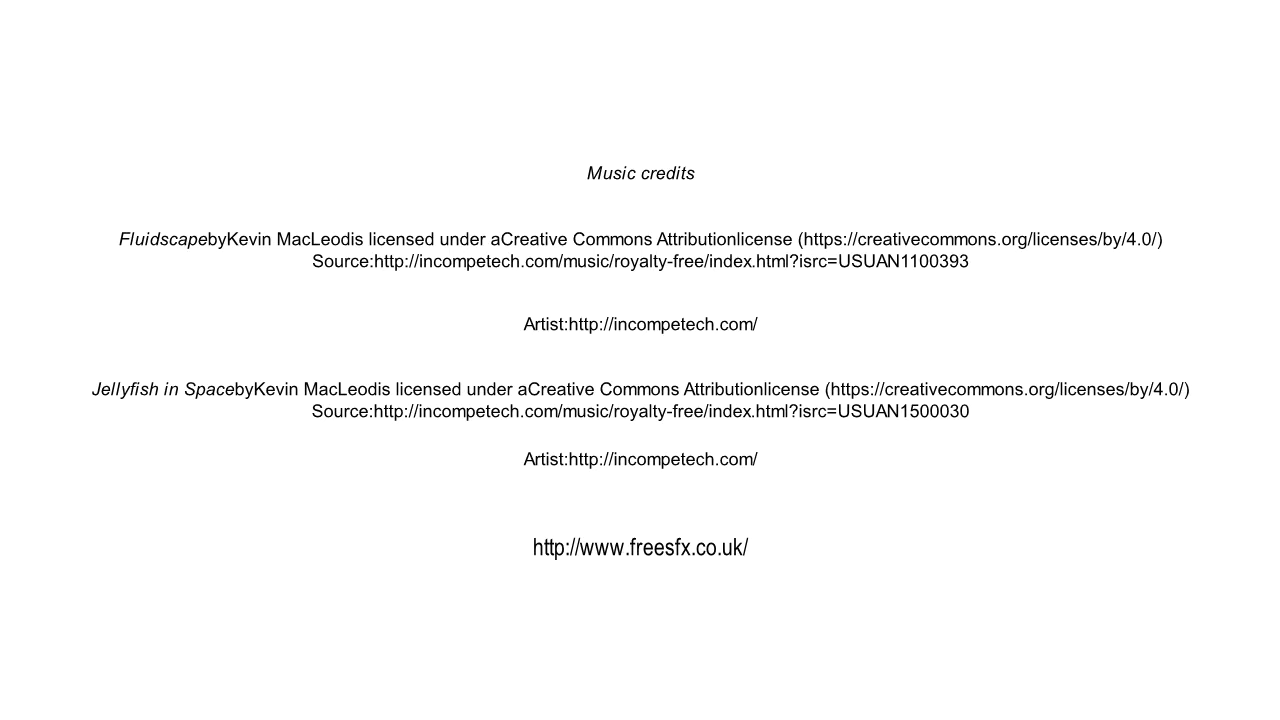 Music credits
FluidscapebyKevin MacLeodis licensed under aCreative Commons Attributionlicense (https://creativecommons.org/licenses/by/4.0/)
Source:http://incompetech.com/music/royalty-free/index.html?isrc=USUAN1100393
Artist:http://incompetech.com/
Jellyfish in SpacebyKevin MacLeodis licensed under aCreative Commons Attributionlicense (https://creativecommons.org/licenses/by/4.0/)
Source:http://incompetech.com/music/royalty-free/index.html?isrc=USUAN1500030
Artist:http://incompetech.com/
http://www.freesfx.co.uk/